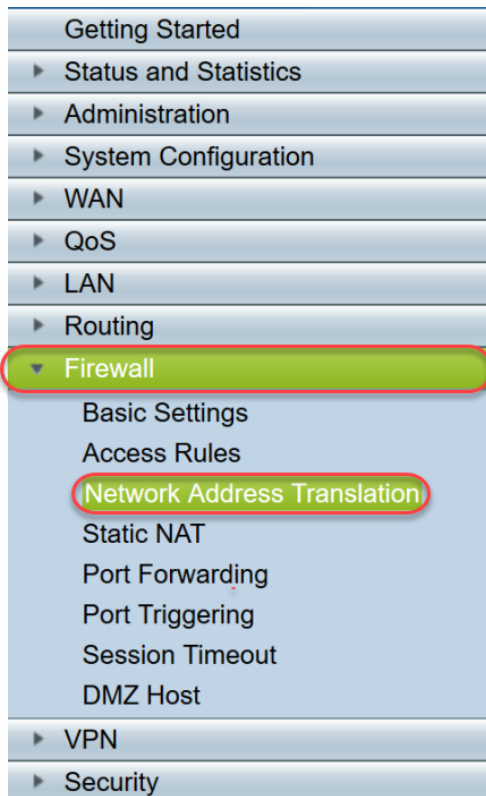 Getting Started
Status and Statistics
Administration
System Configuration
WAN
QoS
LAN
Routing
Firewall
Basic Settings
Access Rules
Network Address Translation
Static NAT
Port Forwarding
Port Triggering
Session Timeout
DMZ Host
VPN
Security